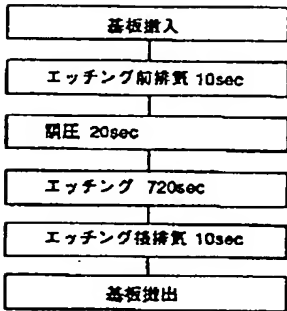 基板搬入
エッチング前排気 10sec
調圧 20sec
エッチング 720sec
エッチング後排気 10sec
基板搬出